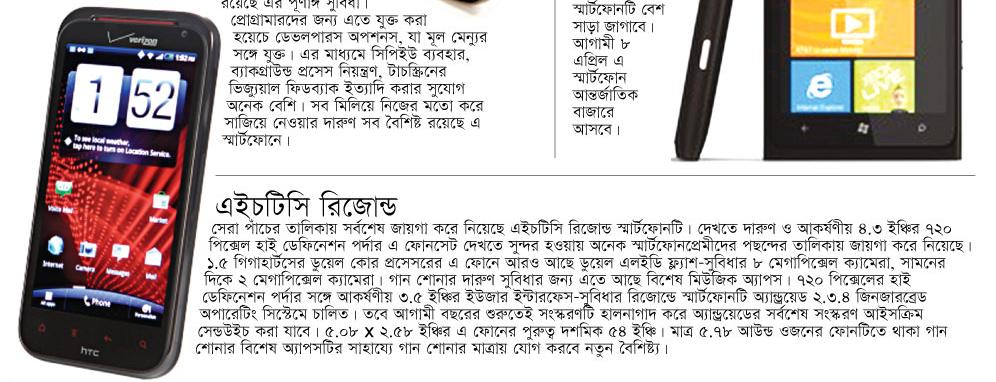 রয়েছে এর পূর্ণাঙ্গ সুবিধা।
প্রোগ্রামারদের জন্য এতে যুক্ত করা
হয়েচে ডেভলপারস অপশনস, যা মূল মেন্যুর
সঙ্গে যুক্ত। এর মাধ্যমে সিপিইউ ব্যবহার,
ব্যাকগ্রাউন্ড প্রসেস নিয়ন্ত্রণ, টাচস্ক্রিনের
ভিজ্যুয়াল ফিডব্যাক ইত্যাদি করার সুযোগ
অনেক বেশি। সব মিলিয়ে নিজের মতো করে
সাজিয়ে নেওয়ার দারুণ সব বৈশিষ্ট রয়েছে এ
স্মার্টফোনে।
স্মার্টফোনটি বেশ
সাড়া জাগাবে।
আগামী ৮
এপ্রিল এ
স্মার্টফোন
আন্তর্জাতিক
বাজারে
আসবে।
Internet Explorer
verizon
1:52 PM
1 52
To see local weather,
tap here to turn on Location Service.
Voice Mail
Market
Internet
Camera
Messages
Mail
Phone
Personalize
htc
এইচটিসি রিজোন্ড
সেরা পাঁচের তালিকায় সর্বশেষ জায়গা করে নিয়েছে এইচটিসি রিজোন্ড স্মার্টফোনটি। দেখতে দারুণ ও আকর্ষণীয় ৪.৩ ইঞ্চির ৭২০
পিক্সেল হাই ডেফিনেশন পর্দার এ ফোনসেট দেখতে সুন্দর হওয়ায় অনেক স্মার্টফোনপ্রেমীদের পছন্দের তালিকায় জায়গা করে নিয়েছে।
১.৫ গিগাহার্টসের ডুয়েল কোর প্রসেসরের এ ফোনে আরও আছে ডুয়েল এলইডি ফ্ল্যাশ-সুবিধার ৮ মেগাপিক্সেল ক্যামেরা, সামনের
দিকে ২ মেগাপিক্সেল ক্যামেরা। গান শোনার দারুণ সুবিধার জন্য এতে আছে বিশেষ মিউজিক অ্যাপস। ৭২০ পিক্সেলের হাই
ডেফিনেশন পর্দার সঙ্গে আকর্ষণীয় ৩.৫ ইঞ্চির ইউজার ইন্টারফেস-সুবিধার রিজোন্ডে স্মার্টফোনটি অ্যান্ড্রয়েড ২.৩.৪ জিনজারব্রেড
অপারেটিং সিস্টেমে চালিত। তবে আগামী বছরের শুরুতেই সংস্করণটি হালনাগাদ করে অ্যান্ড্রয়েডের সর্বশেষ সংস্করণ আইসক্রিম
সেন্ডউইচ করা যাবে। ৫.০৮ X ২.৫৮ ইঞ্চির এ ফোনের পুরুত্ব দশমিক ৫৪ ইঞ্চি। মাত্র ৫.৭৮ আউন্ড ওজনের ফোনটিতে থাকা গান
শোনার বিশেষ অ্যাপসটির সাহায্যে গান শোনার মাত্রায় যোগ করবে নতুন বৈশিষ্ট্য।